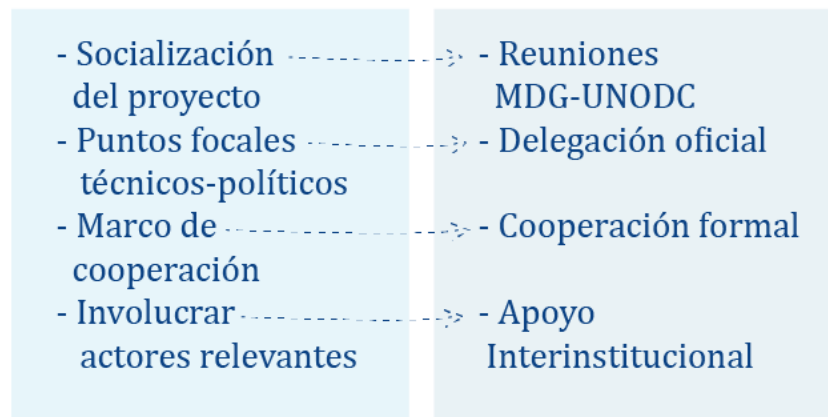 - Socialización
del proyecto
- Puntos focales
técnicos-políticos
- Marco de
cooperación
- Involucrar
actores relevantes
- Reuniones
MDG-UNODC
- Delegación oficial
- Cooperación formal
- Apoyo
Interinstitucional